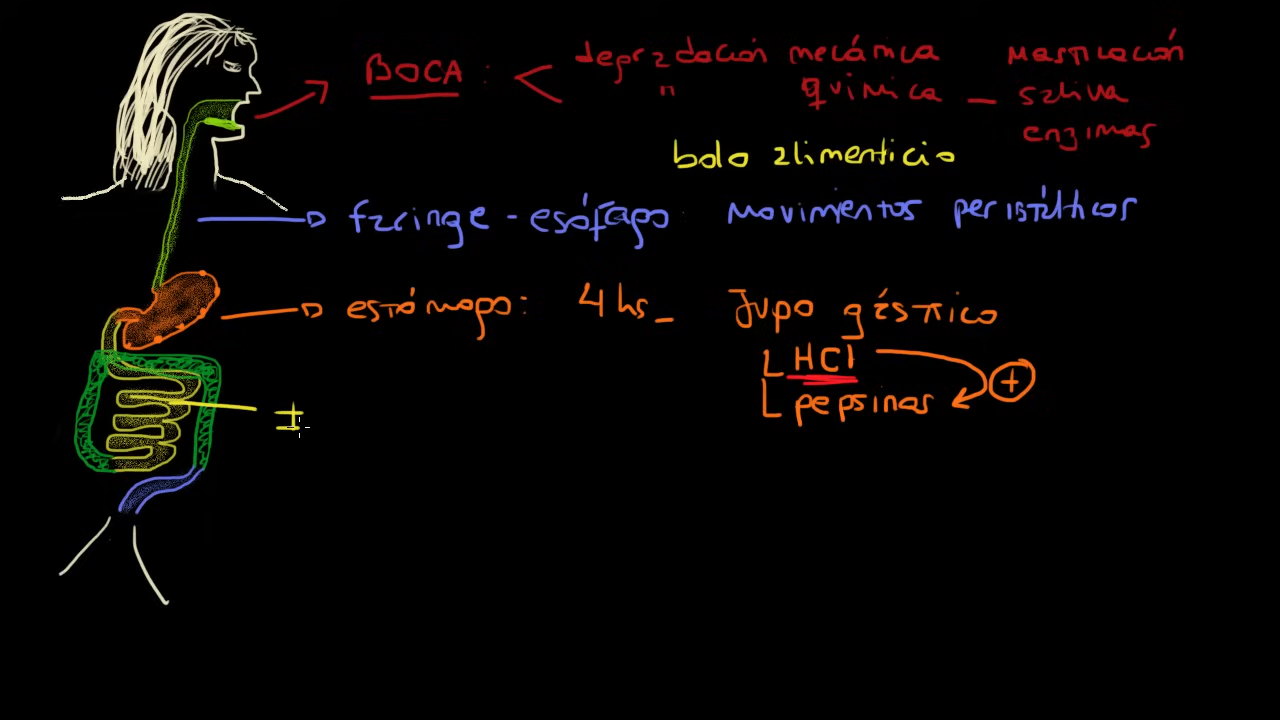 BOCA: < degradación mecánica masticación
" química – saliva
enzimas
bolo alimenticio
faringe - esófago movimientos peristálticos
estómago: 4 hs – Jugo gástrico
HCl +
pepsinas
I